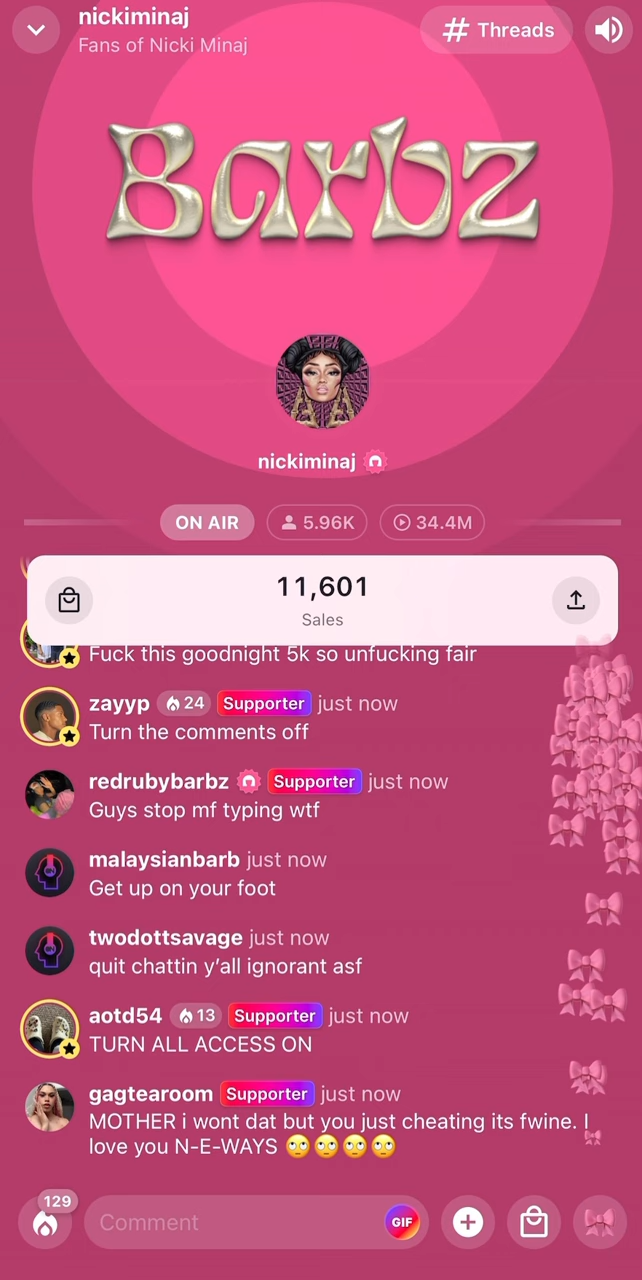 nickiminaj
Fans of Nicki Minaj
# Threads
Barbz
nickiminaj
ON AIR
5.96K
34.4M
11,601
Sales
Fuck this goodnight 5k so unfucking fair
zayyp 24 Supporter just now
Turn the comments off
redrubybarbz Supporter just now
Guys stop mf typing wtf
malaysianbarb just now
Get up on your foot
twodottsavage just now
quit chattin y’all ignorant asf
aotd54 13 Supporter just now
TURN ALL ACCESS ON
gagtearoom Supporter just now
MOTHER i wont dat but you just cheating its fwine. I
love you N-E-WAYS 🙄🙄🙄🙄
129
Comment
GIF